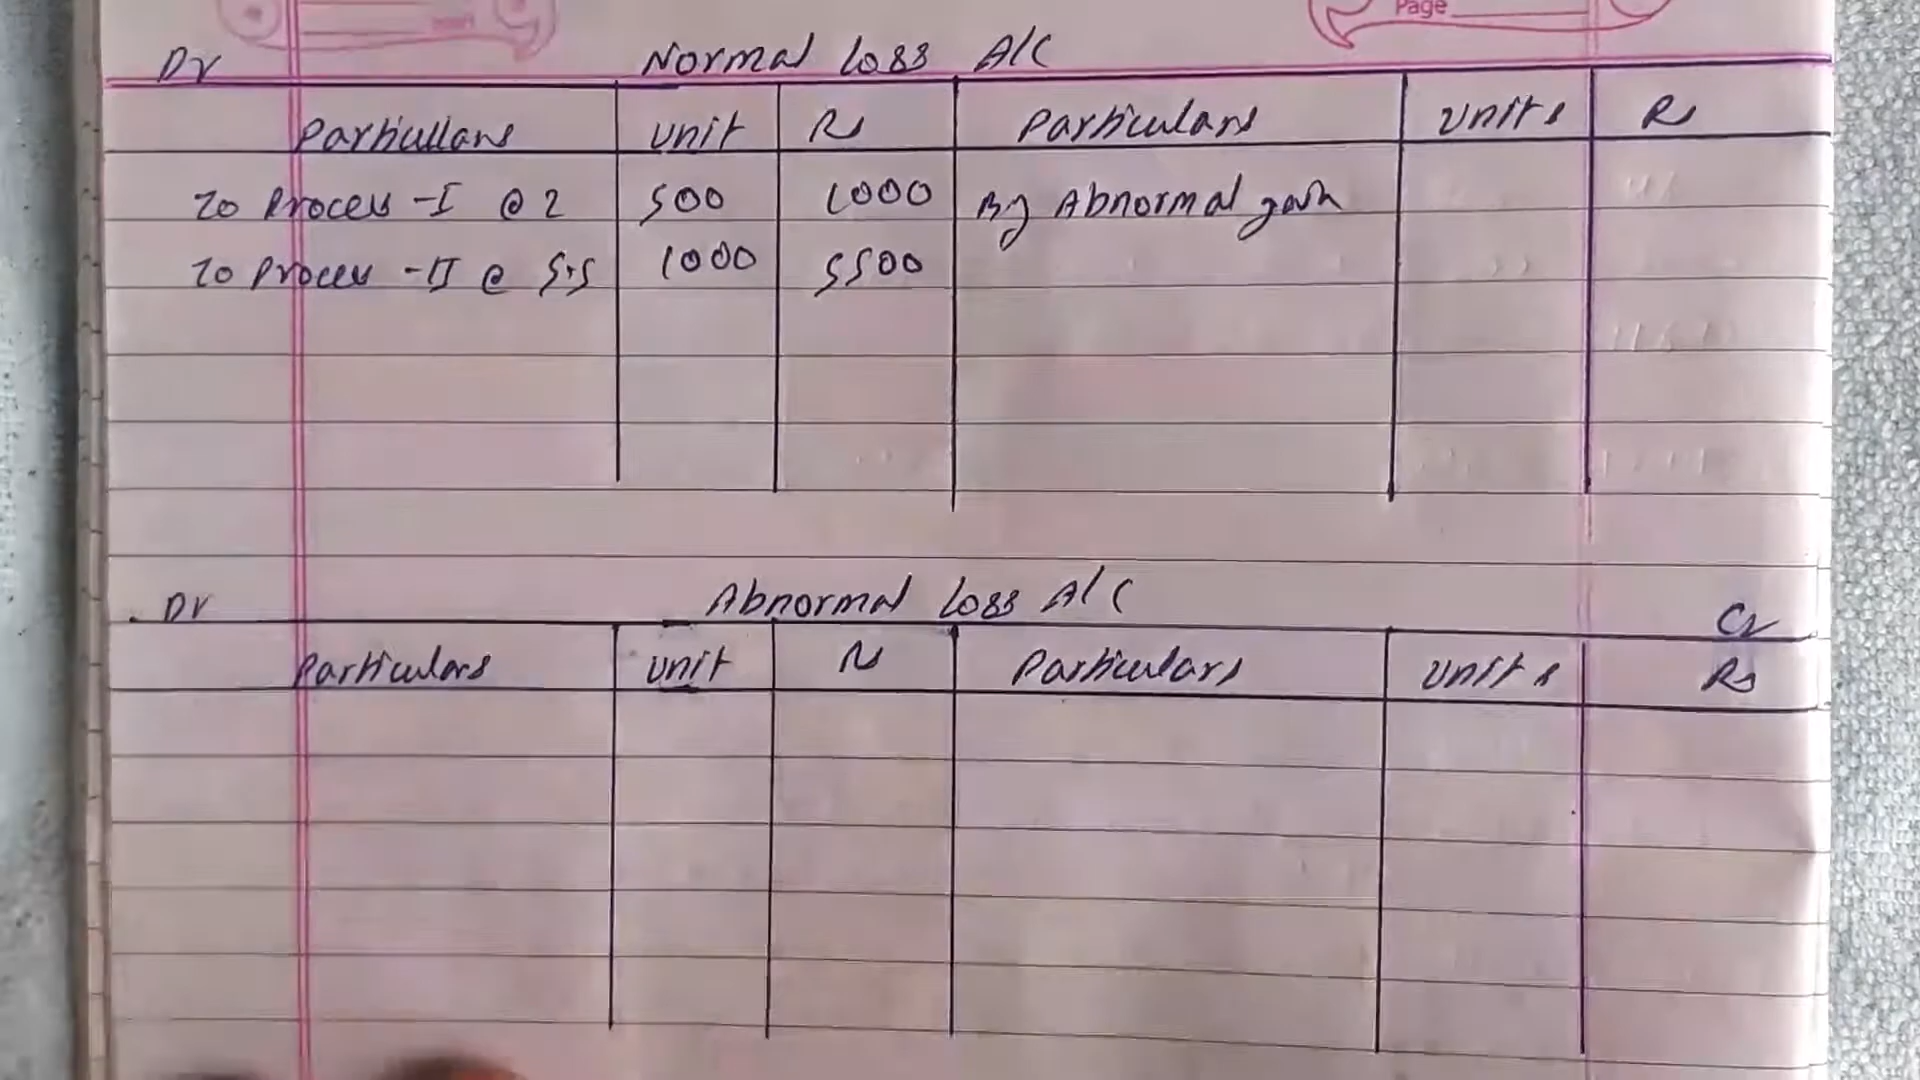 Page
Dr Normal loss A/C
Particullars unit Rs Particulars units Rs
To Process -I @ 2 500 1000 By Abnormal gain
To Process -II @ 5.5 1000 5500
Dr Abnormal Loss A/C Cr
Particulars unit Rs Particulars units Rs